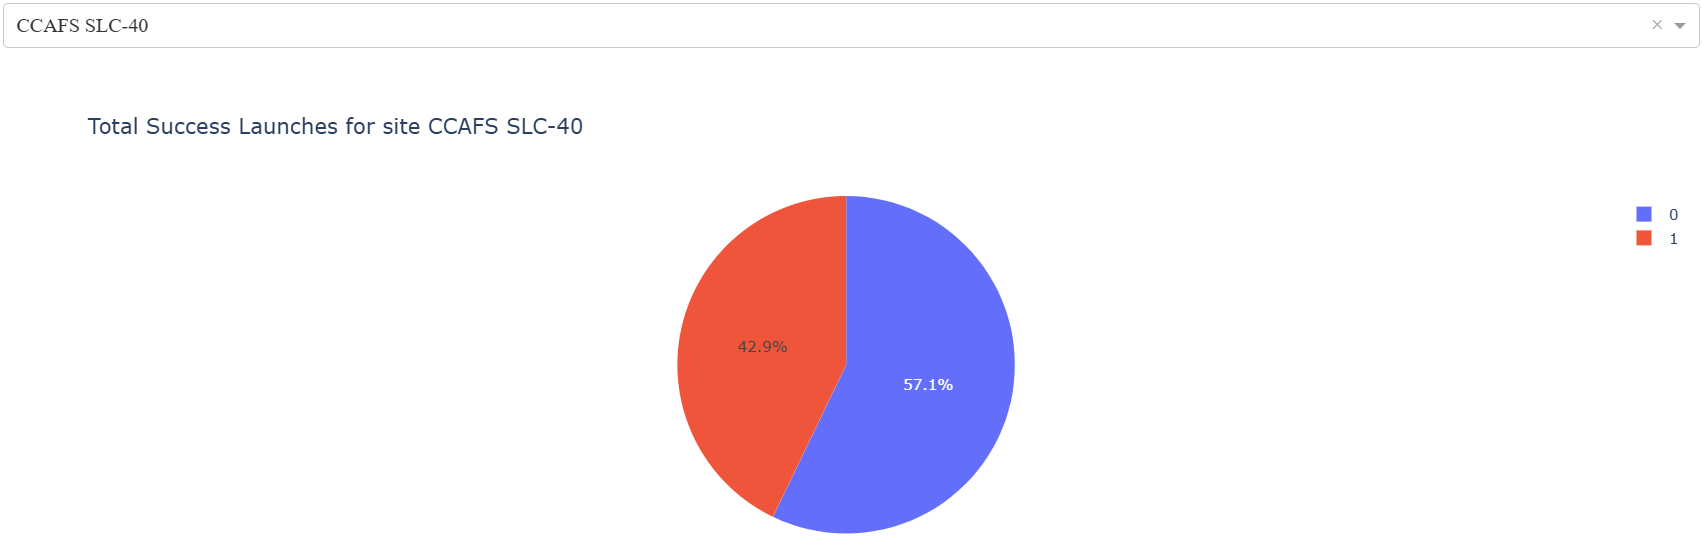 CCAFS SLC-40
Total Success Launches for site CCAFS SLC-40
0
1
42.9%
57.1%